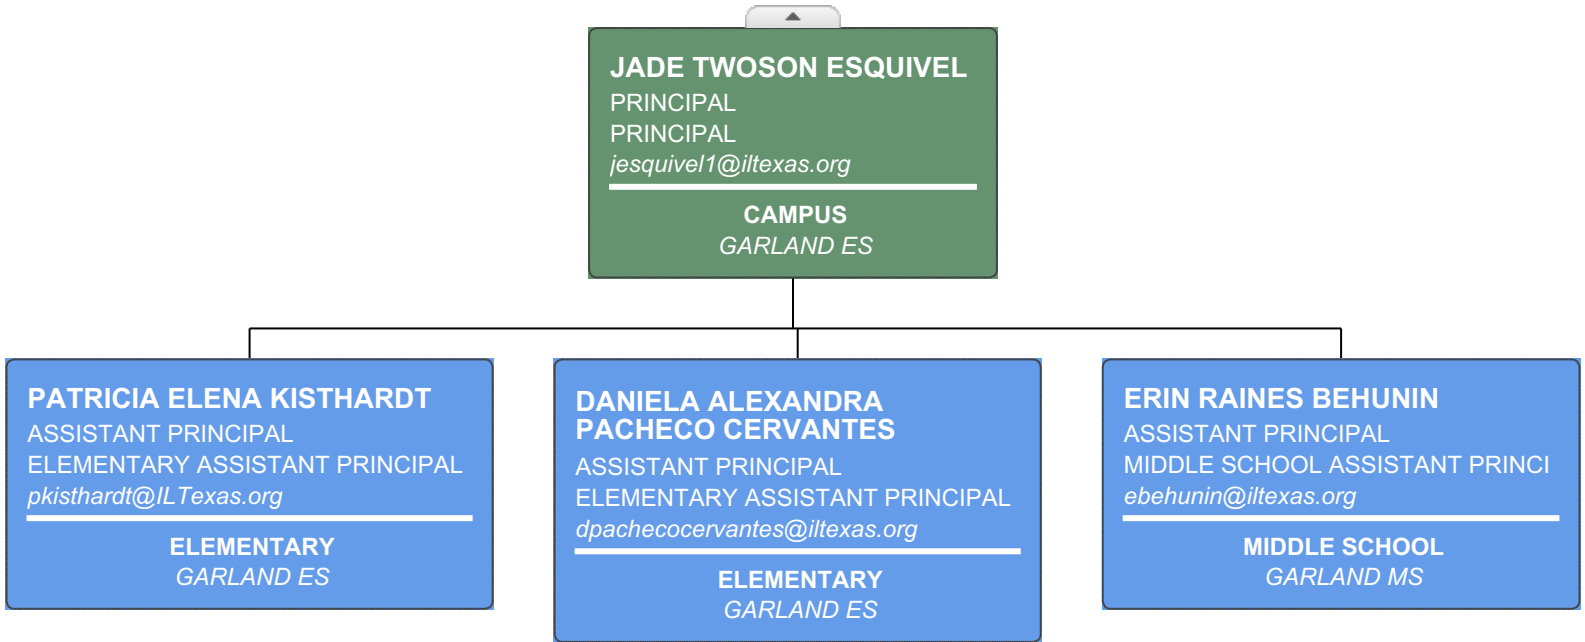 JADE TWOSON ESQUIVEL
PRINCIPAL
PRINCIPAL
jesquivel1@iltexas.org
CAMPUS
GARLAND ES
PATRICIA ELENA KISTHARDT
ASSISTANT PRINCIPAL
ELEMENTARY ASSISTANT PRINCIPAL
pkisthardt@ILTexas.org
ELEMENTARY
GARLAND ES
DANIELA ALEXANDRA
PACHECO CERVANTES
ASSISTANT PRINCIPAL
ELEMENTARY ASSISTANT PRINCIPAL
dpachecocervantes@iltexas.org
ELEMENTARY
GARLAND ES
ERIN RAINES BEHUNIN
ASSISTANT PRINCIPAL
MIDDLE SCHOOL ASSISTANT PRINCI
ebehunin@iltexas.org
MIDDLE SCHOOL
GARLAND MS